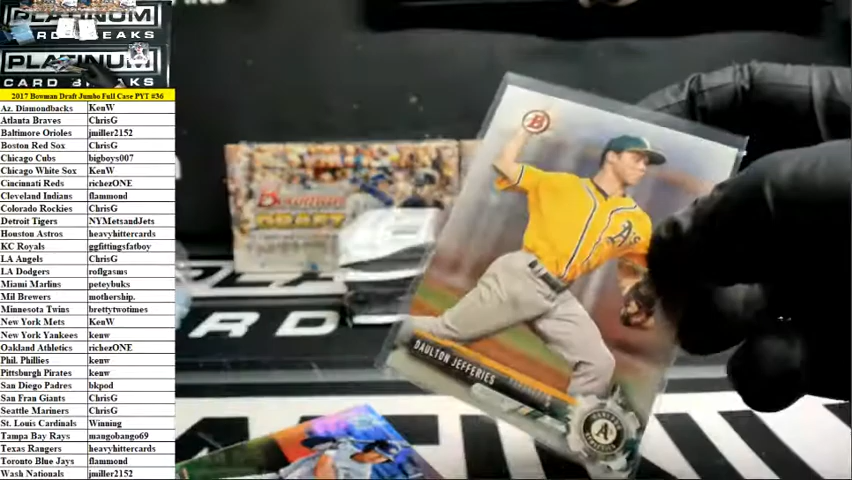 PLATINUM
CARD BREAKS
PLATINUM
CARD BREAKS
2017 Bowman Draft Jumbo Full Case PYT #36
Az. Diamondbacks KenW
Atlanta Braves ChrisG
Baltimore Orioles jmiller2152
Boston Red Sox ChrisG
Chicago Cubs bigboys007
Chicago White Sox KenW
Cincinnati Reds richezONE
Cleveland Indians flammond
Colorado Rockies ChrisG
Detroit Tigers NYMetsandJets
Houston Astros heavyhittercards
KC Royals ggfittingsfatboy
LA Angels ChrisG
LA Dodgers roflgasms
Miami Marlins peteybuks
Mil Brewers mothership.
Minnesota Twins brettytwotimes
New York Mets KenW
New York Yankees kenw
Oakland Athletics richezONE
Phil. Phillies kenw
Pittsburgh Pirates kenw
San Diego Padres bkpod
San Fran Giants ChrisG
Seattle Mariners ChrisG
St. Louis Cardinals Winning
Tampa Bay Rays mangobango69
Texas Rangers heavyhittercards
Toronto Blue Jays flammond
Wash Nationals jmiller2152
Bowman
DRAFT
B
A's
DAULTON JEFFERIES
A
CARD